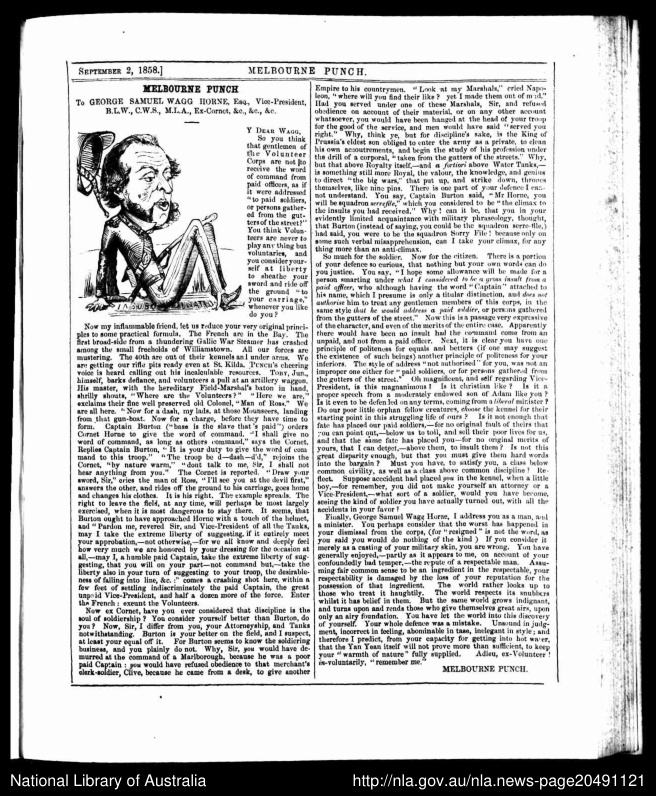 SEPTEMBER 2, 1858.] MELBOURNE PUNCH.
MELBOURNE PUNCH
To GEORGE SAMUEL WAGG HORNE, Esq., Vice-President,
B.L.W., C.W.S., M.L.A., Ex-Cornet, &c., &c., &c.
Y DEAR WAGG,
So you think
that gentlemen of
the Volunteer
Corps are not to
receive the word
of command from
paid officers, as if
it were addressed
"to paid soldiers,
or persons gather-
ed from the gut-
ters of the street?"
You think Volun-
teers are never to
play any thing but
voluntaries, and
you consider your-
self at liberty
to sheathe your
sword and ride off
the ground "to
your carriage,"
whenever you like
do you?
Now my inflammable friend, let us reduce your very original princi-
ples to some practical formula. The French are in the Bay. The
first broad-side from a thundering Gallic War Steamer has crashed
among the small freeholds of Williamstown. All our forces are
mustering. The 40th are out of their kennels and under arms. We
are getting our rifle pits ready even at St. Kilda. PUNCH'S cheering
voice is heard calling out his incalculable resources. TOBY, Jun.,
himself, barks defiance, and volunteers a pull at an artillery waggon.
His master, with the hereditary Field-Marshal's baton in hand,
shrilly shouts, "Where are the Volunteers?" "Here we are,"
exclaims their fine well preserved old Colonel, "Man of Ross." We
are all here. "Now for a dash, my lads, at those Mounseers, landing
from that gun-boat. Now for a charge, before they have time to
form. Captain Burton ("base is the slave that's paid") orders
Cornet Horne to give the word of command. "I shall give no
word of command, as long as others command," says the Cornet,
Replies Captain Burton, "It is your duty to give the word of com-
mand to this troop." "The troop be d—dash—d'd," rejoins the
Cornet, "by nature warm," "dont talk to me, Sir, I shall not
hear anything from you." The Cornet is reported. "Draw your
sword, Sir," cries the man of Ross, "I'll see you at the devil first,"
answers the other, and rides off the ground to his carriage, goes home
and changes his clothes. It is his right. The example spreads. The
right to leave the field, at any time, will perhaps be most largely
exercised, when it is most dangerous to stay there. It seems, that
Burton ought to have approached Horne with a touch of the helmet,
and "Pardon me, revered Sir, and Vice-President of all the Tanks,
may I take the extreme liberty of suggesting, if it entirely meet
your approbation,—not otherwise,—for we all know and deeply feel
how very much we are honored by your dressing for the occasion at
all,—may I, a humble paid Captain, take the extreme liberty of sug-
gesting, that you will on your part—not command but,—take the
liberty also in your turn of suggesting to your troop, the desirable-
ness of falling into line, &c. :" comes a crashing shot here, within a
few feet of settling indiscriminately the paid Captain, the great
unpaid Vice-President, and half a dozen more of the force. Enter
the French: exeunt the Volunteers.
Now ex Cornet, have you ever considered that discipline is the
soul of soldiership? You consider yourself better than Burton, do
you? Now, Sir, I differ from you, your Attorneyship, and Tanks
notwithstanding. Burton is your better on the field, and I suspect,
at least your equal off it. For Burton seems to know the soldiering
business, and you plainly do not. Why, Sir, you would have de-
murred at the command of a Marlborough, because he was a poor
paid Captain: you would have refused obedience to that merchant's
clerk-soldier, Clive, because he came from a desk, to give another
Empire to his countrymen. "Look at my Marshals," cried Napo-
leon, "where will you find their like? yet I made them out of mud."
Had you served under one of these Marshals, Sir, and refused
obedience on account of their material, or on any other account
whatsoever, you would have been hanged at the head of your troop
for the good of the service, and men would have said "served you
right." Why, think ye, but for discipline's sake, is the King of
Prussia's eldest son obliged to enter the army as a private, to clean
his own accoutrements, and begin the study of his profession under
the drill of a corporal, "taken from the gutters of the streets." Why,
but that above Royalty itself,—and a fortiori above Water Tanks,—
is something still more Royal, the valour, the knowledge, and genius
to direct "the big wars," that put up, and strike down, thrones
themselves, like nine pins. There is one part of your defence I can-
not understand. You say, Captain Burton said, "Mr Horne, you
will be squadron serrefile," which you considered to be "the climax to
the insults you had received." Why! can it be, that you in your
evidently limited acquaintance with military phraseology, thought,
that Burton (instead of saying, you could be the squadron serre-file,)
had said, you were to be the squadron Sorry File! because only on
some such verbal misapprehension, can I take your climax, for any
thing more than an anti-climax.
So much for the soldier. Now for the citizen. There is a portion
of your defence so curious, that nothing but your own words can do
you justice. You say, "I hope some allowance will be made for a
person smarting under what I considered to be a gross insult from a
paid officer, who although having the word "Captain" attached to
his name, which I presume is only a titular distinction, and does not
authorise him to treat any gentlemen members of this corps, in the
same style that he would address a paid soldier, or persons gathered
from the gutters of the street." Now this is a passage very expressive
of the character, and even of the merits of the entire case. Apparently
there would have been no insult had the command come from an
unpaid, and not from a paid officer. Next, it is clear you have one
principle of politeness for equals and betters (if one may suggest
the existence of such beings) another principle of politeness for your
inferiors. The style of address "not authorised" for you, was not an
improper one either for "paid soldiers, or for persons gathered from
the gutters of the street." Oh magnificent, and self regarding Vice-
President, is this magnanimous? Is it christian like? Is it a
proper speech from a moderately endowed son of Adam like you?
Is it even to be defended on any terms, coming from a liberal minister?
Do our poor little orphan fellow creatures, choose the kennel for their
starting point in this struggling life of ours? Is it not enough that
fate has placed our paid soldiers,—for no original fault of theirs that
you can point out,—below us to toil, and sell their poor lives for us,
and that the same fate has placed you—for no original merits of
yours, that I can detect,—above them, to insult them? Is not this
great disparity enough, but that you must give them hard words
into the bargain? Must you have, to satisfy you, a class below
common civility, as well as a class above common discipline? Re-
flect. Suppose accident had placed you in the kennel, when a little
boy,—for remember, you did not make yourself an attorney or a
Vice-President,—what sort of a soldier, would you have become,
seeing the kind of soldier you have actually turned out, with all the
accidents in your favor!
Finally, George Samuel Wagg Horne, I address you as a man, and
a minister. You perhaps consider that the worst has happened in
your dismissal from the corps, (for "resigned" is not the word, as
you said you would do nothing of the kind) If you consider it
merely as a casting of your military skin, you are wrong. You have
generally enjoyed,—partly as it appears to me, on account of your
confoundedly bad temper,—the repute of a respectable man. Assu-
ming fair common sense to be an ingredient in the respectable, your
respectability is damaged by the loss of your reputation for the
possession of that ingredient. The world rather looks up to
those who treat it haughtily. The world respects its snubbers
whilst it has belief in them. But the same world grows indignant,
and turns upon and rends those who give themselves great airs, upon
only an airy foundation. You have let the world into this discovery
of yourself. Your whole defence was a mistake. Unsound in judg-
ment, incorrect in feeling, abominable in taste, inelegant in style; and
therefore I predict, from your capacity for getting into hot water,
that the Yan Yean itself will not prove more than sufficient, to keep
your "warmth of nature" fully supplied. Adieu, ex-Volunteer!
in-voluntarily, "remember me."
MELBOURNE PUNCH.
National Library of Australia http://nla.gov.au/nla.news-page20491121